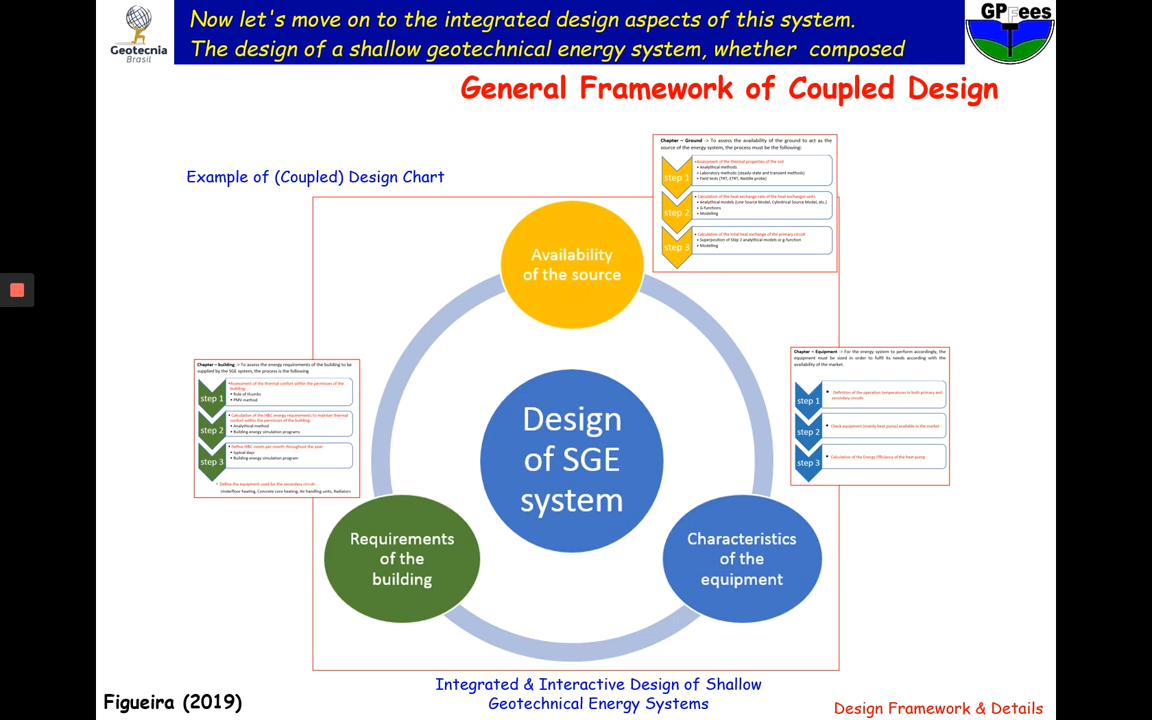 Now let's move on to the integrated design aspects of this system.
The design of a shallow geotechnical energy system, whether composed
Geotecnia
Brasil
GPFees
General Framework of Coupled Design
Example of (Coupled) Design Chart
Chapter – Ground -> To assess the availability of the ground to act as the
source of the energy system, the process must be the following:
step 1
•Assessment of the thermal properties of the soil
• Analytical methods
• Laboratory methods (steady-state and transient methods)
• Field tests (TRT, ETRT, Needle probe)
step 2
• Calculation of the heat exchange rate of the heat exchanger units
• Analytical models (Line Source Model, Cylindrical Source Model, etc.)
• G-functions
• Modelling
step 3
• Calculation of the total heat exchange of the primary circuit
• Superposition of Step 2 analytical models or g-function
• Modelling
Availability
of the source
Chapter – building -> To assess the energy requirements of the building to be
supplied by the SGE system, the process is the following
step 1
•Assessment of the thermal confort within the permises of the
building:
• Rule of thumbs
• PMV method
step 2
• Calculation of the H&C energy requirements to maintain thermal
confort within the permises of the building:
• Analytical method
• Building energy simulation programs
step 3
• Define H&C needs per month throughout the year:
• typical days
• Building energy simulation program
• Define the equipment used for the secondary circuit:
Underfloor heating, Concrete core heating, Air handling units, Radiators
Chapter – Equipment -> For the energy system to perform accordingly, the
equipment must be sized in order to fulfil its needs according with the
availability of the market.
step 1
• Definition of the operation temperatures in both primary and
secondary circuits
step 2
• Check equipment (mainly heat pump) available in the market
step 3
• Calculation of the Energy Efficiency of the heat pump
Design
of SGE
system
Requirements
of the
building
Characteristics
of the
equipment
Integrated & Interactive Design of Shallow
Geotechnical Energy Systems
Figueira (2019)
Design Framework & Details